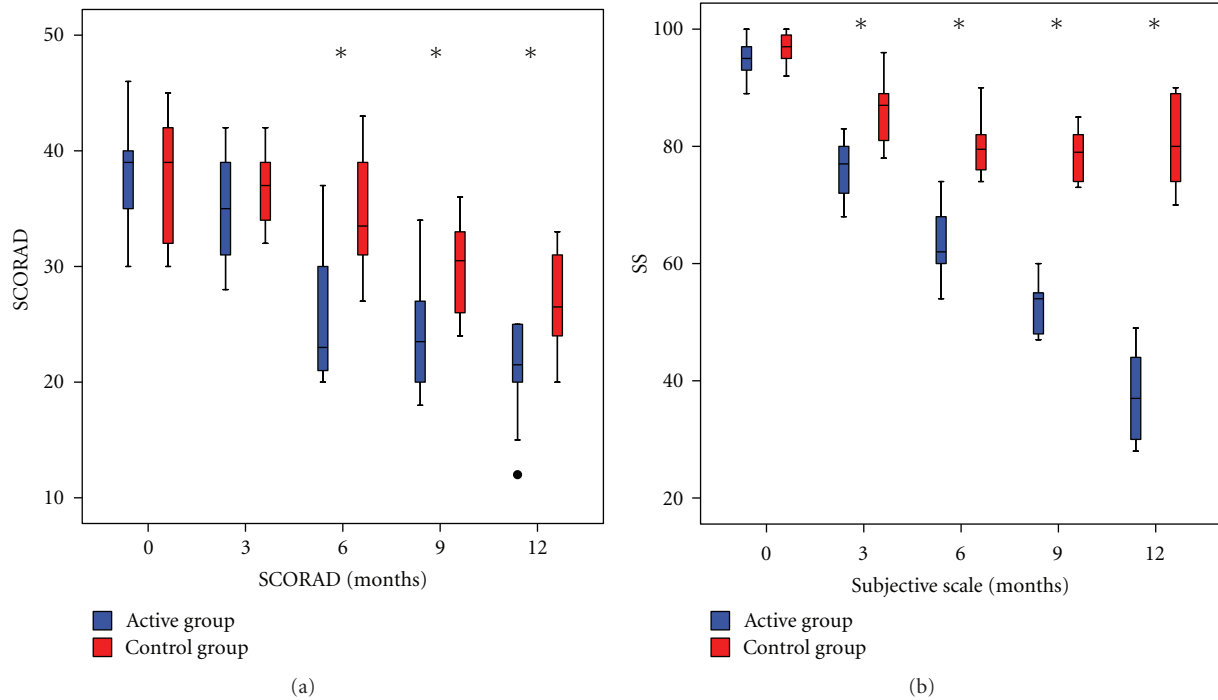 50
40
30
20
10
SCORAD
* * *
0 3 6 9 12
SCORAD (months)
Active group
Control group
(a)
100
80
60
40
20
SS
* * * *
0 3 6 9 12
Subjective scale (months)
Active group
Control group
(b)